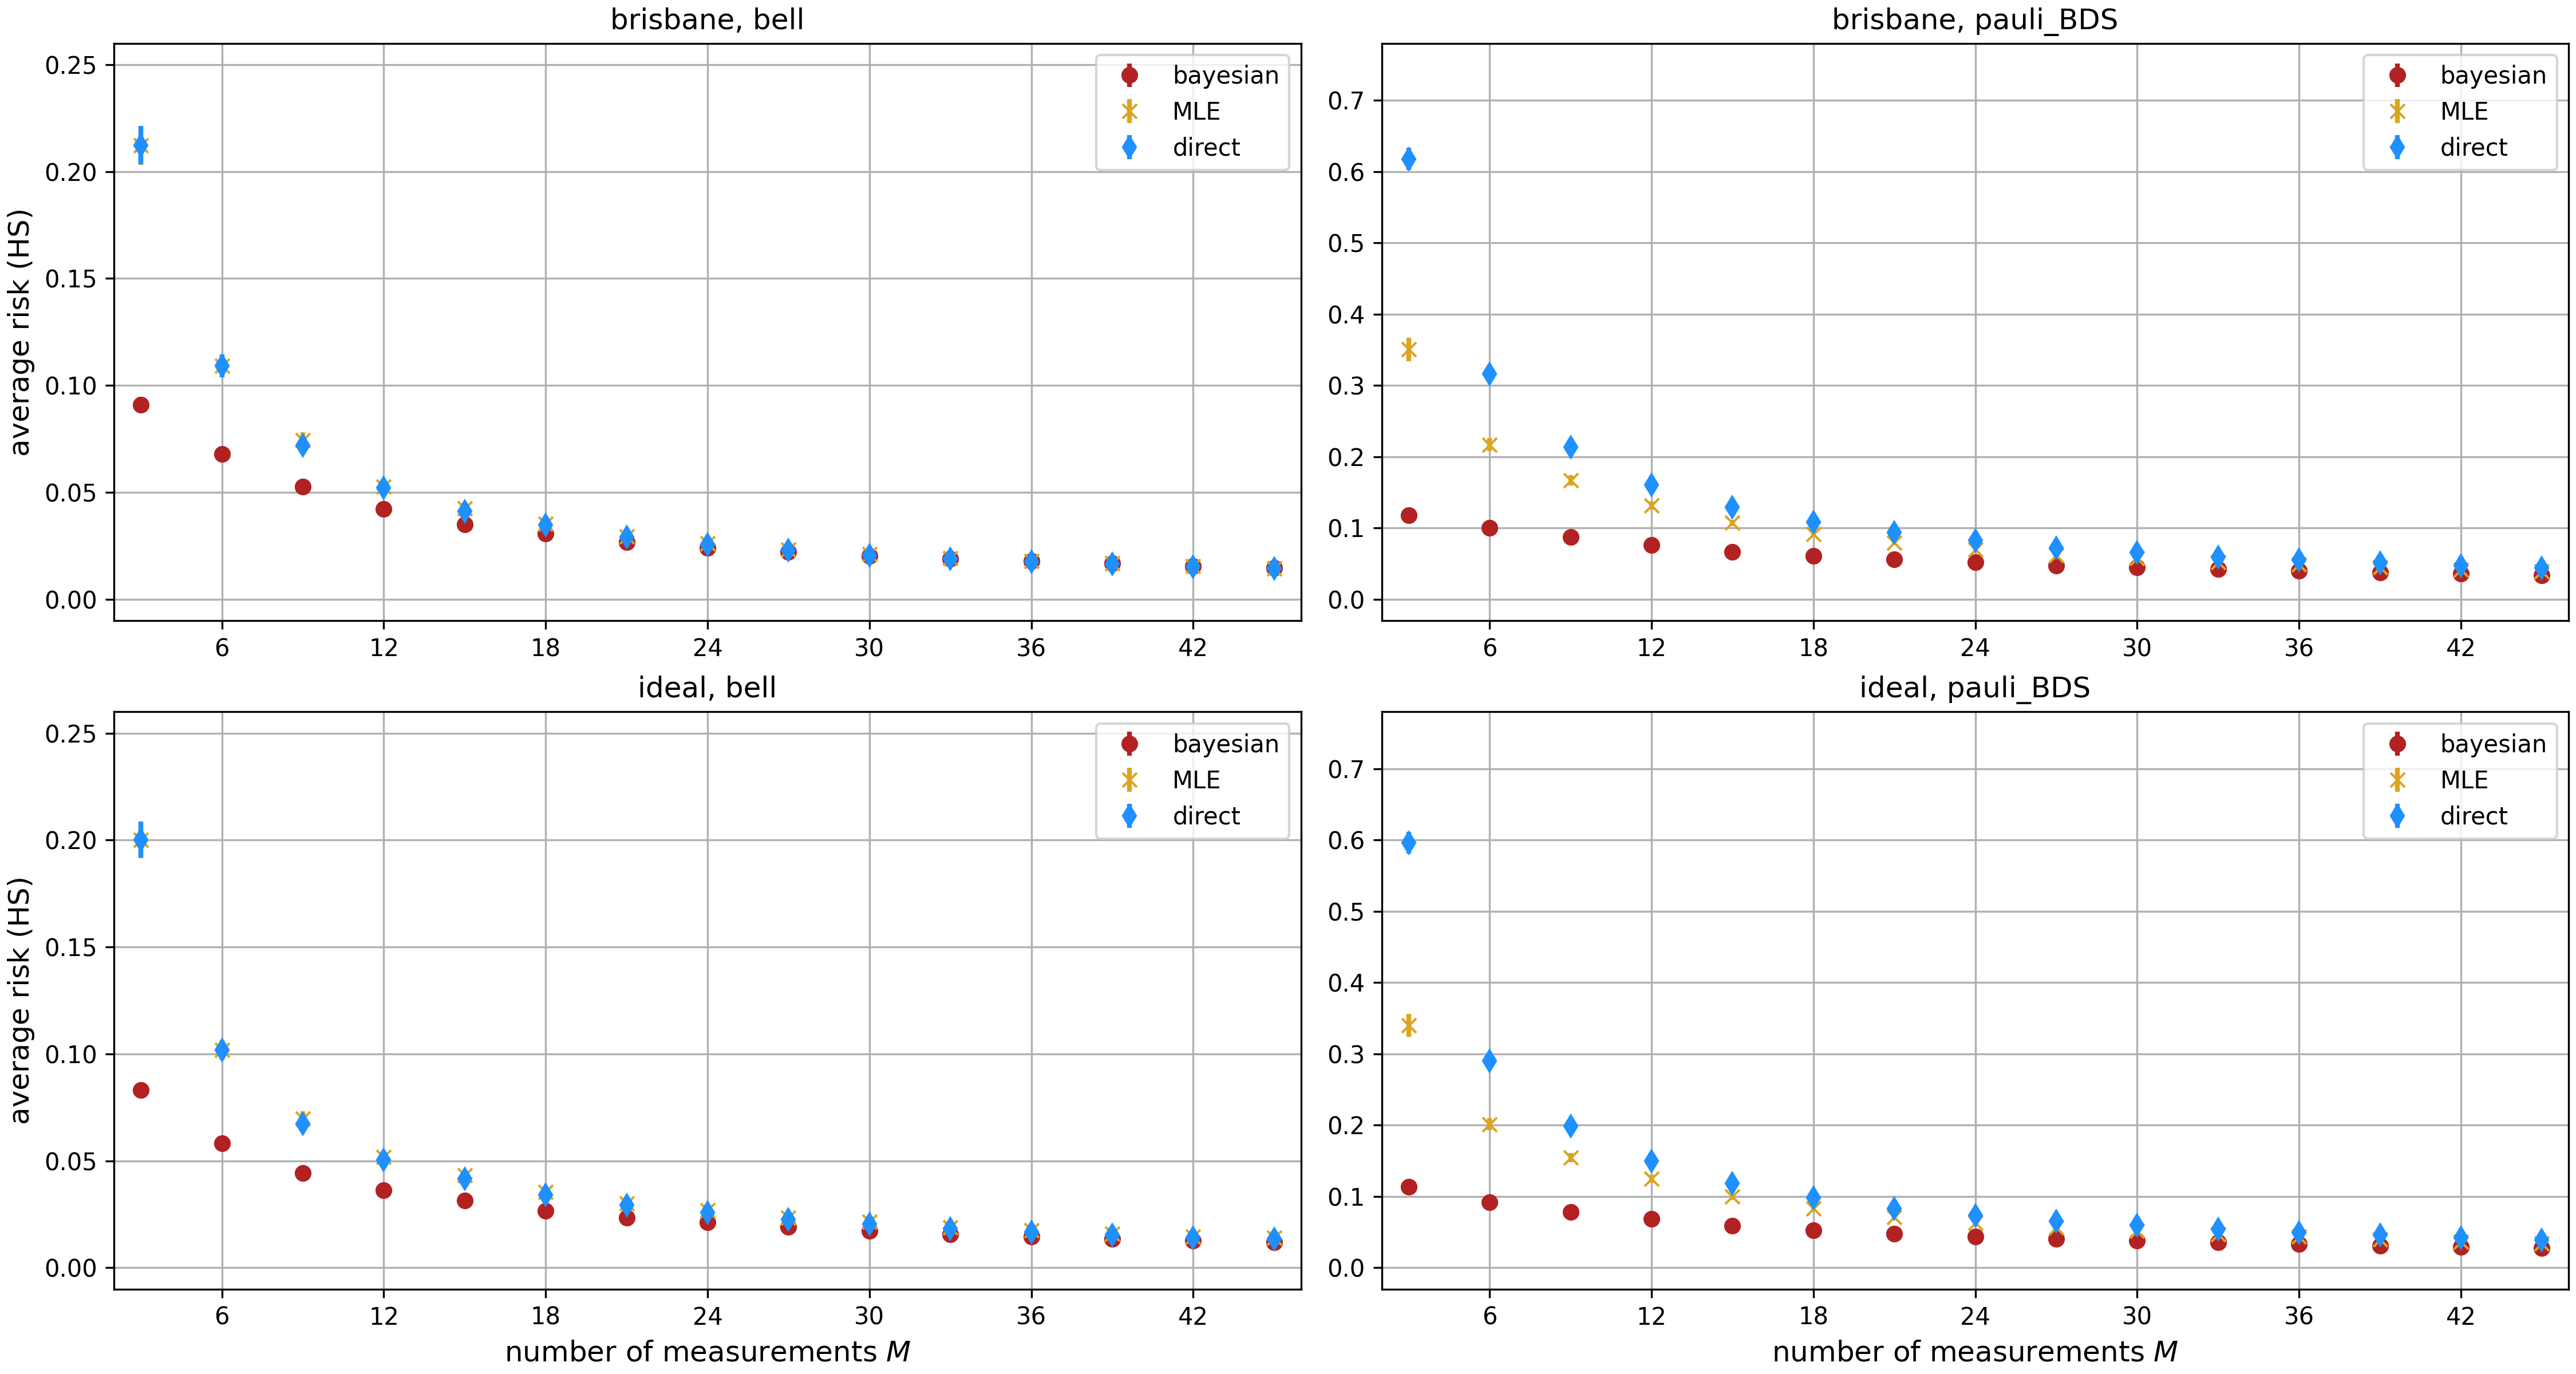 brisbane, bell
average risk (HS)
0.25
0.20
0.15
0.10
0.05
0.00
6 12 18 24 30 36 42
bayesian
MLE
direct
brisbane, pauli_BDS
0.7
0.6
0.5
0.4
0.3
0.2
0.1
0.0
6 12 18 24 30 36 42
bayesian
MLE
direct
ideal, bell
average risk (HS)
0.25
0.20
0.15
0.10
0.05
0.00
6 12 18 24 30 36 42
number of measurements M
bayesian
MLE
direct
ideal, pauli_BDS
0.7
0.6
0.5
0.4
0.3
0.2
0.1
0.0
6 12 18 24 30 36 42
number of measurements M
bayesian
MLE
direct